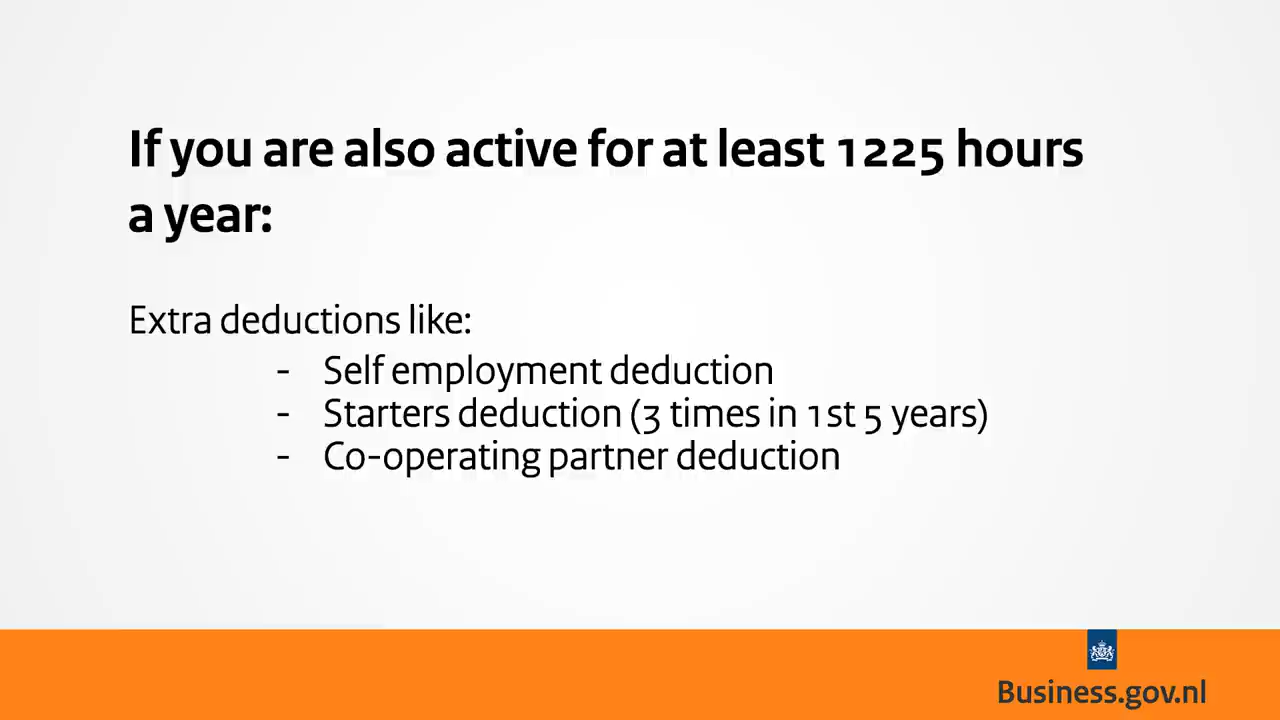 If you are also active for at least 1225 hours
a year:
Extra deductions like:
- Self employment deduction
- Starters deduction (3 times in 1st 5 years)
- Co-operating partner deduction
Business.gov.nl